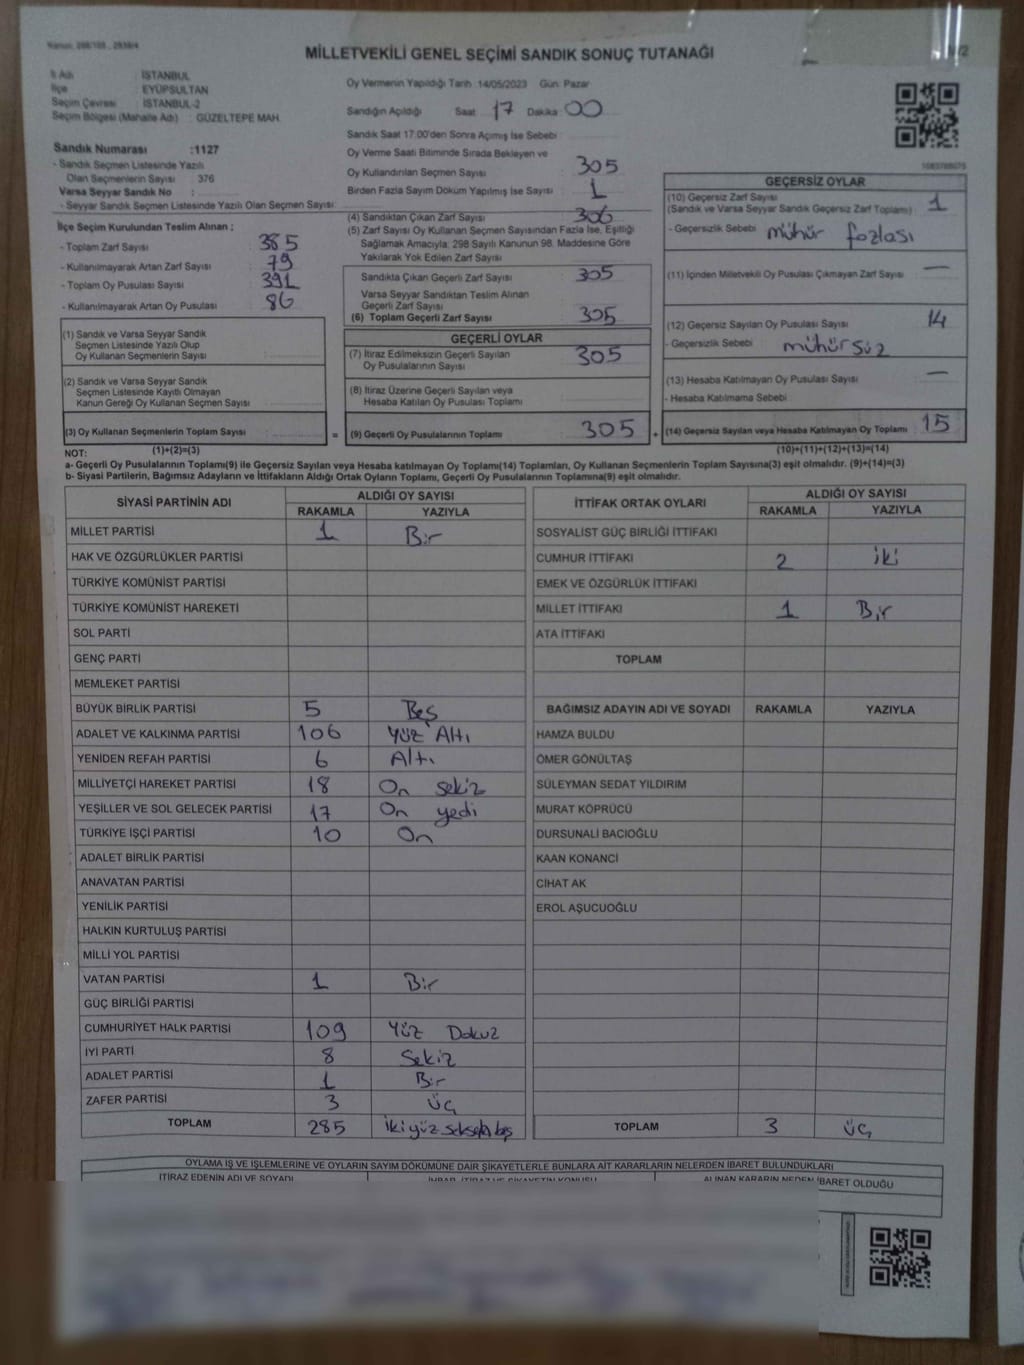 Kanun: 298/105 , 2839/4
MİLLETVEKİLİ GENEL SEÇİMİ SANDIK SONUÇ TUTANAĞI
/2
İl Adı : İSTANBUL
İlçe : EYÜPSULTAN
Seçim Çevresi : İSTANBUL-2
Seçim Bölgesi (Mahalle Adı) : GÜZELTEPE MAH.
Oy Vermenin Yapıldığı Tarih: 14/05/2023 Gün: Pazar
Sandığın Açıldığı Saat 17 Dakika 00
Sandık Saat 17:00'den Sonra Açılmış İse Sebebi
Sandık Numarası :1127
- Sandık Seçmen Listesinde Yazılı
Olan Seçmenlerin Sayısı : 376
Varsa Seyyar Sandık No :
- Seyyar Sandık Seçmen Listesinde Yazılı Olan Seçmen Sayısı:
Oy Verme Saati Bitiminde Sırada Bekleyen ve
Oy Kullandırılan Seçmen Sayısı : 305
Birden Fazla Sayım Döküm Yapılmış İse Sayısı : 1
İlçe Seçim Kurulundan Teslim Alınan ;
- Toplam Zarf Sayısı : 385
- Kullanılmayarak Artan Zarf Sayısı : 79
- Toplam Oy Pusulası Sayısı : 391
- Kullanılmayarak Artan Oy Pusulası : 86
(4) Sandıktan Çıkan Zarf Sayısı : 306
(5) Zarf Sayısı Oy Kullanan Seçmen Sayısından Fazla İse, Eşitliği
Sağlamak Amacıyla; 298 Sayılı Kanunun 98. Maddesine Göre
Yakılarak Yok Edilen Zarf Sayısı :
Sandıkta Çıkan Geçerli Zarf Sayısı : 305
Varsa Seyyar Sandıktan Teslim Alınan
Geçerli Zarf Sayısı :
(6) Toplam Geçerli Zarf Sayısı : 305
GEÇERSİZ OYLAR
(10) Geçersiz Zarf Sayısı
(Sandık ve Varsa Seyyar Sandık Geçersiz Zarf Toplamı) : 1
- Geçersizlik Sebebi : mühür fazlası
(11) İçinden Milletvekili Oy Pusulası Çıkmayan Zarf Sayısı : —
(12) Geçersiz Sayılan Oy Pusulası Sayısı : 14
- Geçersizlik Sebebi : mühürsüz
(13) Hesaba Katılmayan Oy Pusulası Sayısı : —
- Hesaba Katılmama Sebebi
(14) Geçersiz Sayılan veya Hesaba Katılmayan Oy Toplamı : 15
(1) Sandık ve Varsa Seyyar Sandık
Seçmen Listesinde Yazılı Olup
Oy Kullanan Seçmenlerin Sayısı :
(2) Sandık ve Varsa Seyyar Sandık
Seçmen Listesinde Kayıtlı Olmayan
Kanun Gereği Oy Kullanan Seçmen Sayısı :
(3) Oy Kullanan Seçmenlerin Toplam Sayısı :
GEÇERLİ OYLAR
(7) İtiraz Edilmeksizin Geçerli Sayılan
Oy Pusulalarının Sayısı : 305
(8) İtiraz Üzerine Geçerli Sayılan veya
Hesaba Katılan Oy Pusulası Toplamı :
= (9) Geçerli Oy Pusulalarının Toplamı : 305 +
NOT: (1)+(2)=(3) (10)+(11)+(12)+(13)=(14)
a- Geçerli Oy Pusulalarının Toplamı(9) ile Geçersiz Sayılan veya Hesaba katılmayan Oy Toplamı(14) Toplamları, Oy Kullanan Seçmenlerin Toplam Sayısına(3) eşit olmalıdır. (9)+(14)=(3)
b- Siyasi Partilerin, Bağımsız Adayların ve İttifakların Aldığı Ortak Oyların Toplamı, Geçerli Oy Pusulalarının Toplamına(9) eşit olmalıdır.
SİYASİ PARTİNİN ADI ALDIĞI OY SAYISI
RAKAMLA YAZIYLA
MİLLET PARTİSİ 1 Bir
HAK VE ÖZGÜRLÜKLER PARTİSİ
TÜRKİYE KOMÜNİST PARTİSİ
TÜRKİYE KOMÜNİST HAREKETİ
SOL PARTİ
GENÇ PARTİ
MEMLEKET PARTİSİ
BÜYÜK BİRLİK PARTİSİ 5 Beş
ADALET VE KALKINMA PARTİSİ 106 Yüz Altı
YENİDEN REFAH PARTİSİ 6 Altı
MİLLİYETÇİ HAREKET PARTİSİ 18 On sekiz
YEŞİLLER VE SOL GELECEK PARTİSİ 17 On yedi
TÜRKİYE İŞÇİ PARTİSİ 10 On
ADALET BİRLİK PARTİSİ
ANAVATAN PARTİSİ
YENİLİK PARTİSİ
HALKIN KURTULUŞ PARTİSİ
MİLLİ YOL PARTİSİ
VATAN PARTİSİ 1 Bir
GÜÇ BİRLİĞİ PARTİSİ
CUMHURİYET HALK PARTİSİ 109 Yüz Dokuz
İYİ PARTİ 8 Sekiz
ADALET PARTİSİ 1 Bir
ZAFER PARTİSİ 3 üç
TOPLAM 285 ikiyüz seksen beş
İTTİFAK ORTAK OYLARI ALDIĞI OY SAYISI
RAKAMLA YAZIYLA
SOSYALİST GÜÇ BİRLİĞİ İTTİFAKI
CUMHUR İTTİFAKI 2 iki
EMEK VE ÖZGÜRLÜK İTTİFAKI
MİLLET İTTİFAKI 1 Bir
ATA İTTİFAKI
TOPLAM
BAĞIMSIZ ADAYIN ADI VE SOYADI RAKAMLA YAZIYLA
HAMZA BULDU
ÖMER GÖNÜLTAŞ
SÜLEYMAN SEDAT YILDIRIM
MURAT KÖPRÜCÜ
DURSUNALİ BACIOĞLU
KAAN KONANCİ
CİHAT AK
EROL AŞUCUOĞLU
TOPLAM 3 üç
OYLAMA İŞ VE İŞLEMLERİNE VE OYLARIN SAYIM DÖKÜMÜNE DAİR ŞİKAYETLERLE BUNLARA AİT KARARLARIN NELERDEN İBARET BULUNDUKLARI
İTİRAZ EDENİN ADI VE SOYADI İHBAR, İTİRAZ VE ŞİKAYETİN KONUSU ALINAN KARARIN NEDEN İBARET OLDUĞU